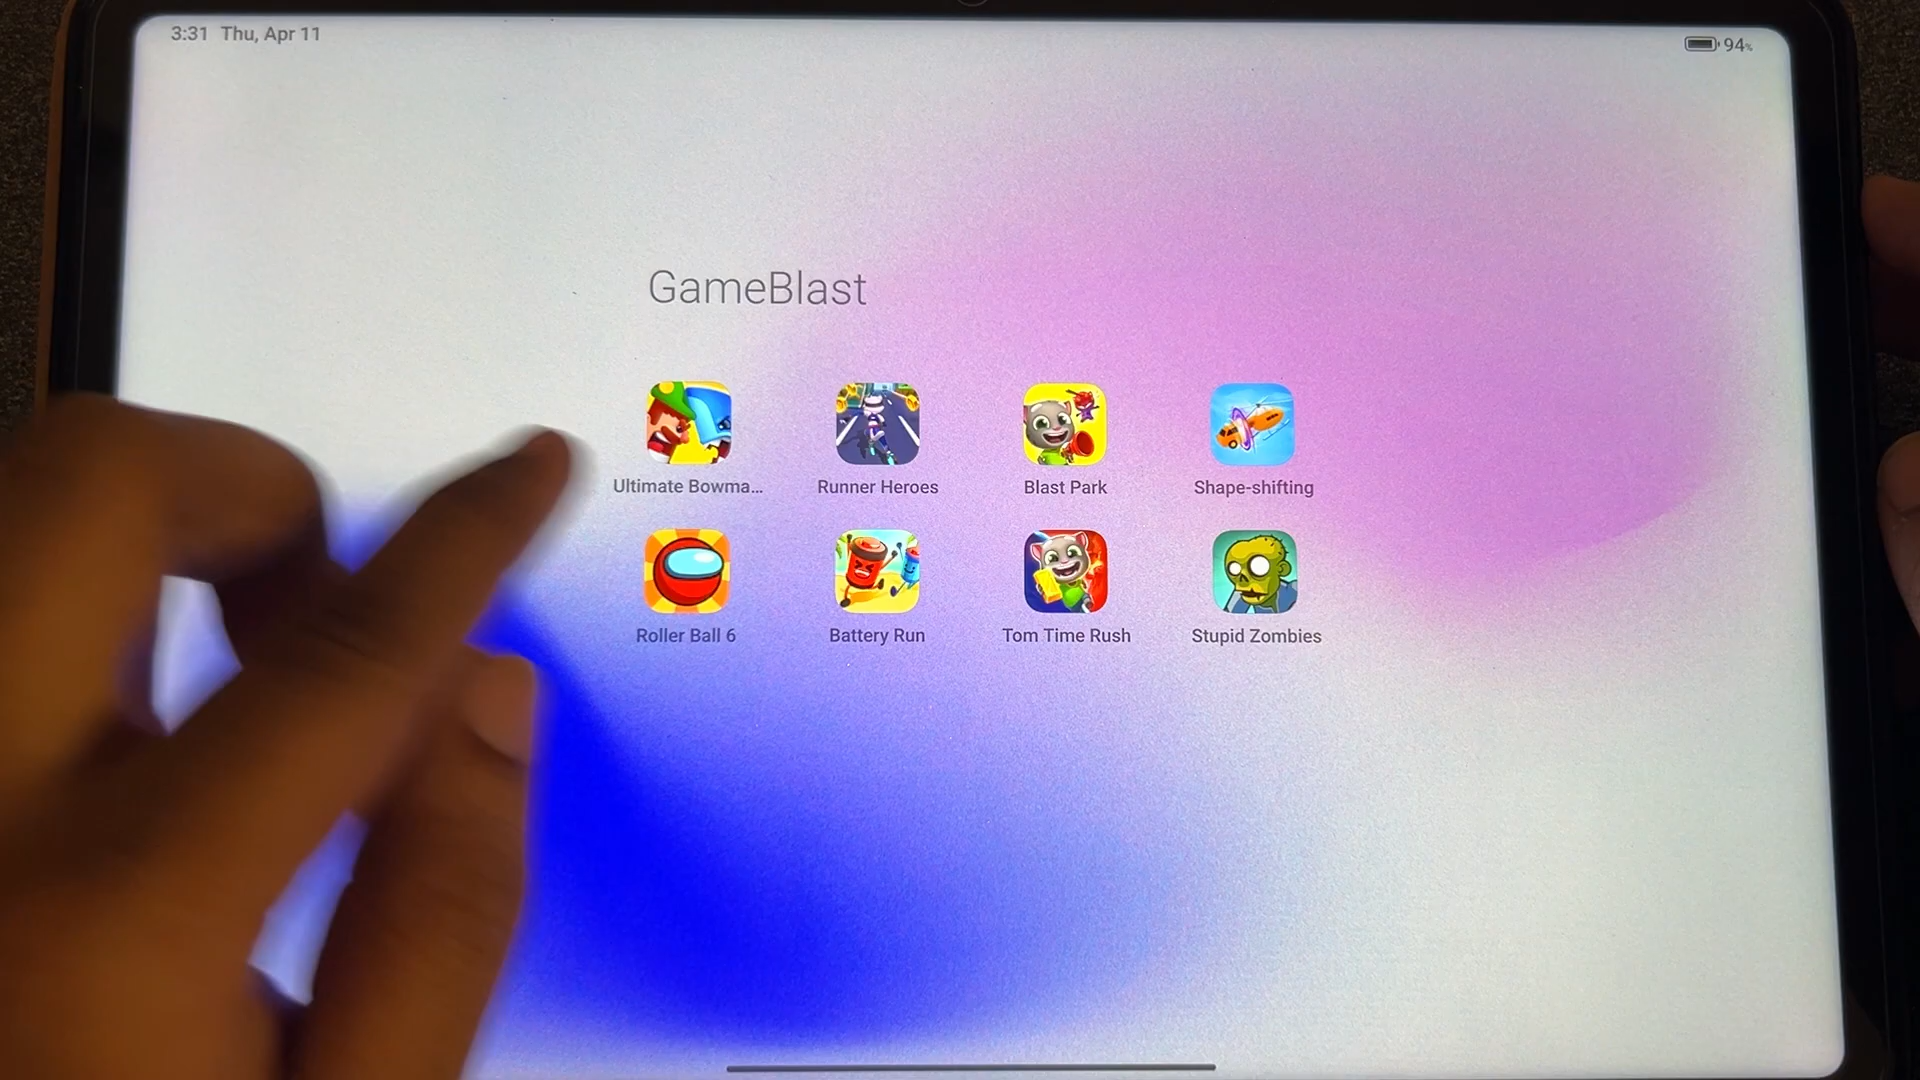 3:31 Thu, Apr 11
94%
GameBlast
Ultimate Bowma...
Runner Heroes
Blast Park
Shape-shifting
Roller Ball 6
Battery Run
Tom Time Rush
Stupid Zombies